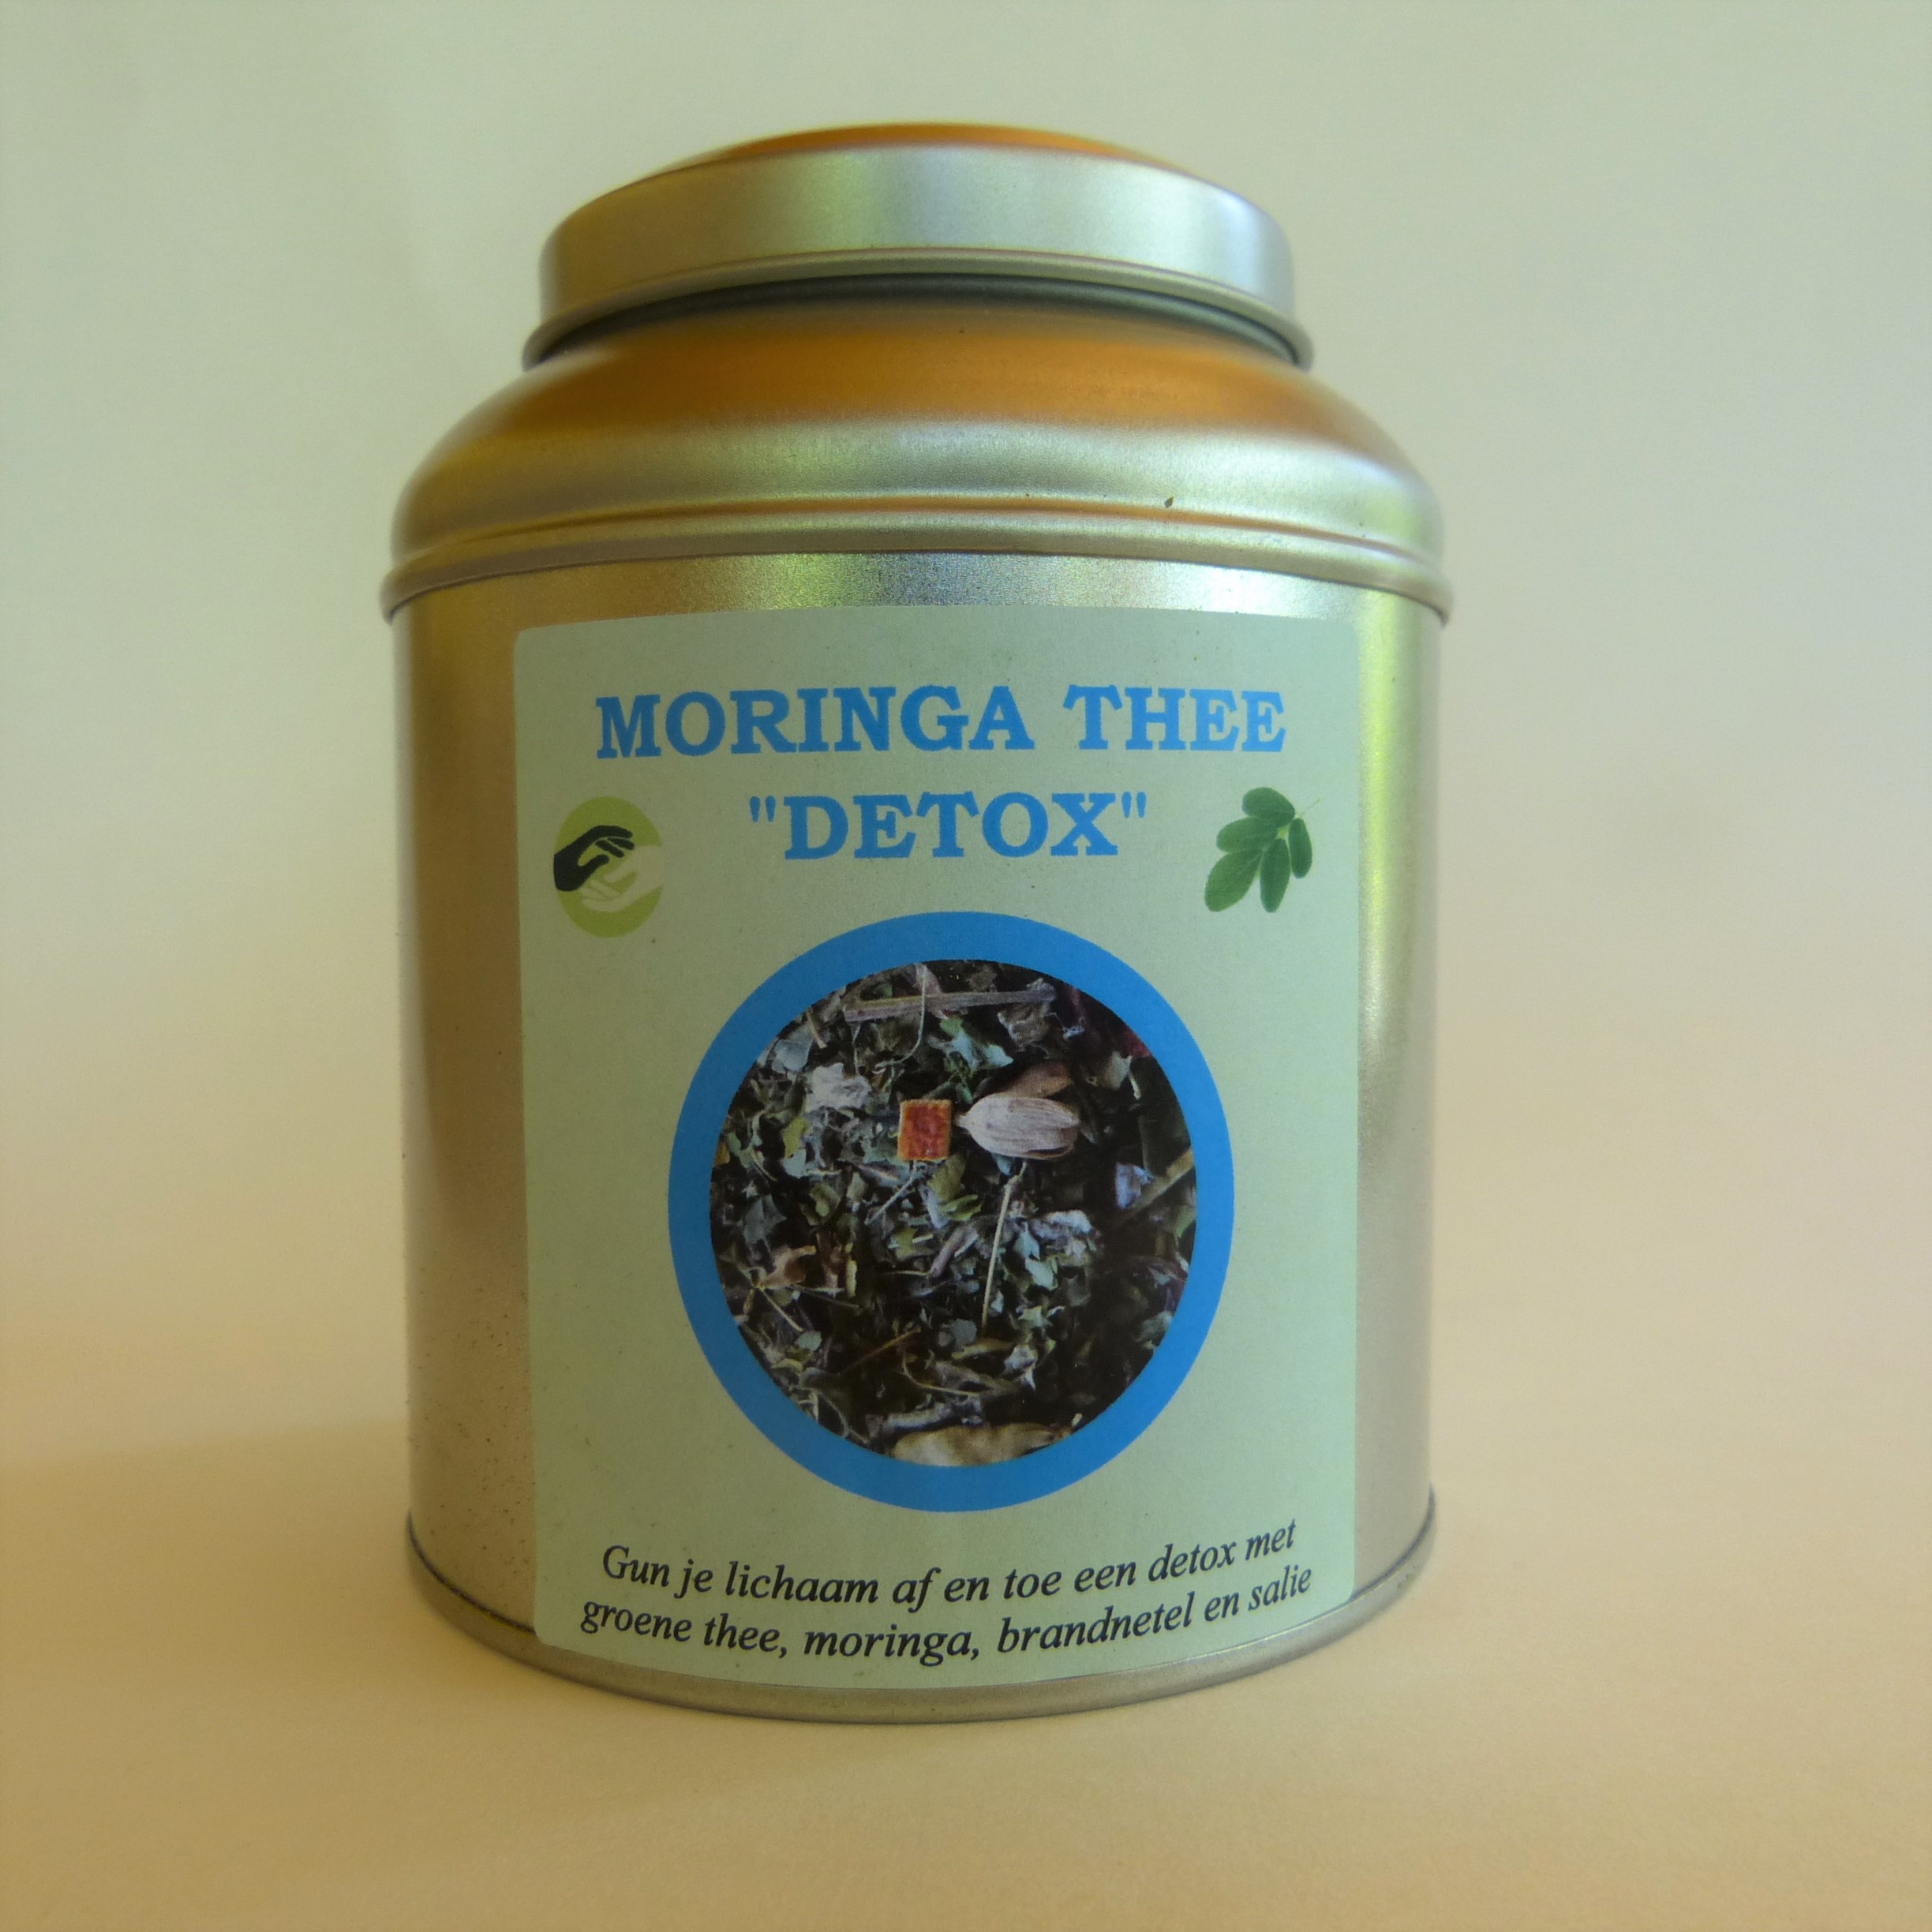 MORINGA THEE
"DETOX"
Gun je lichaam af en toe een detox met
groene thee, moringa, brandnetel en salie